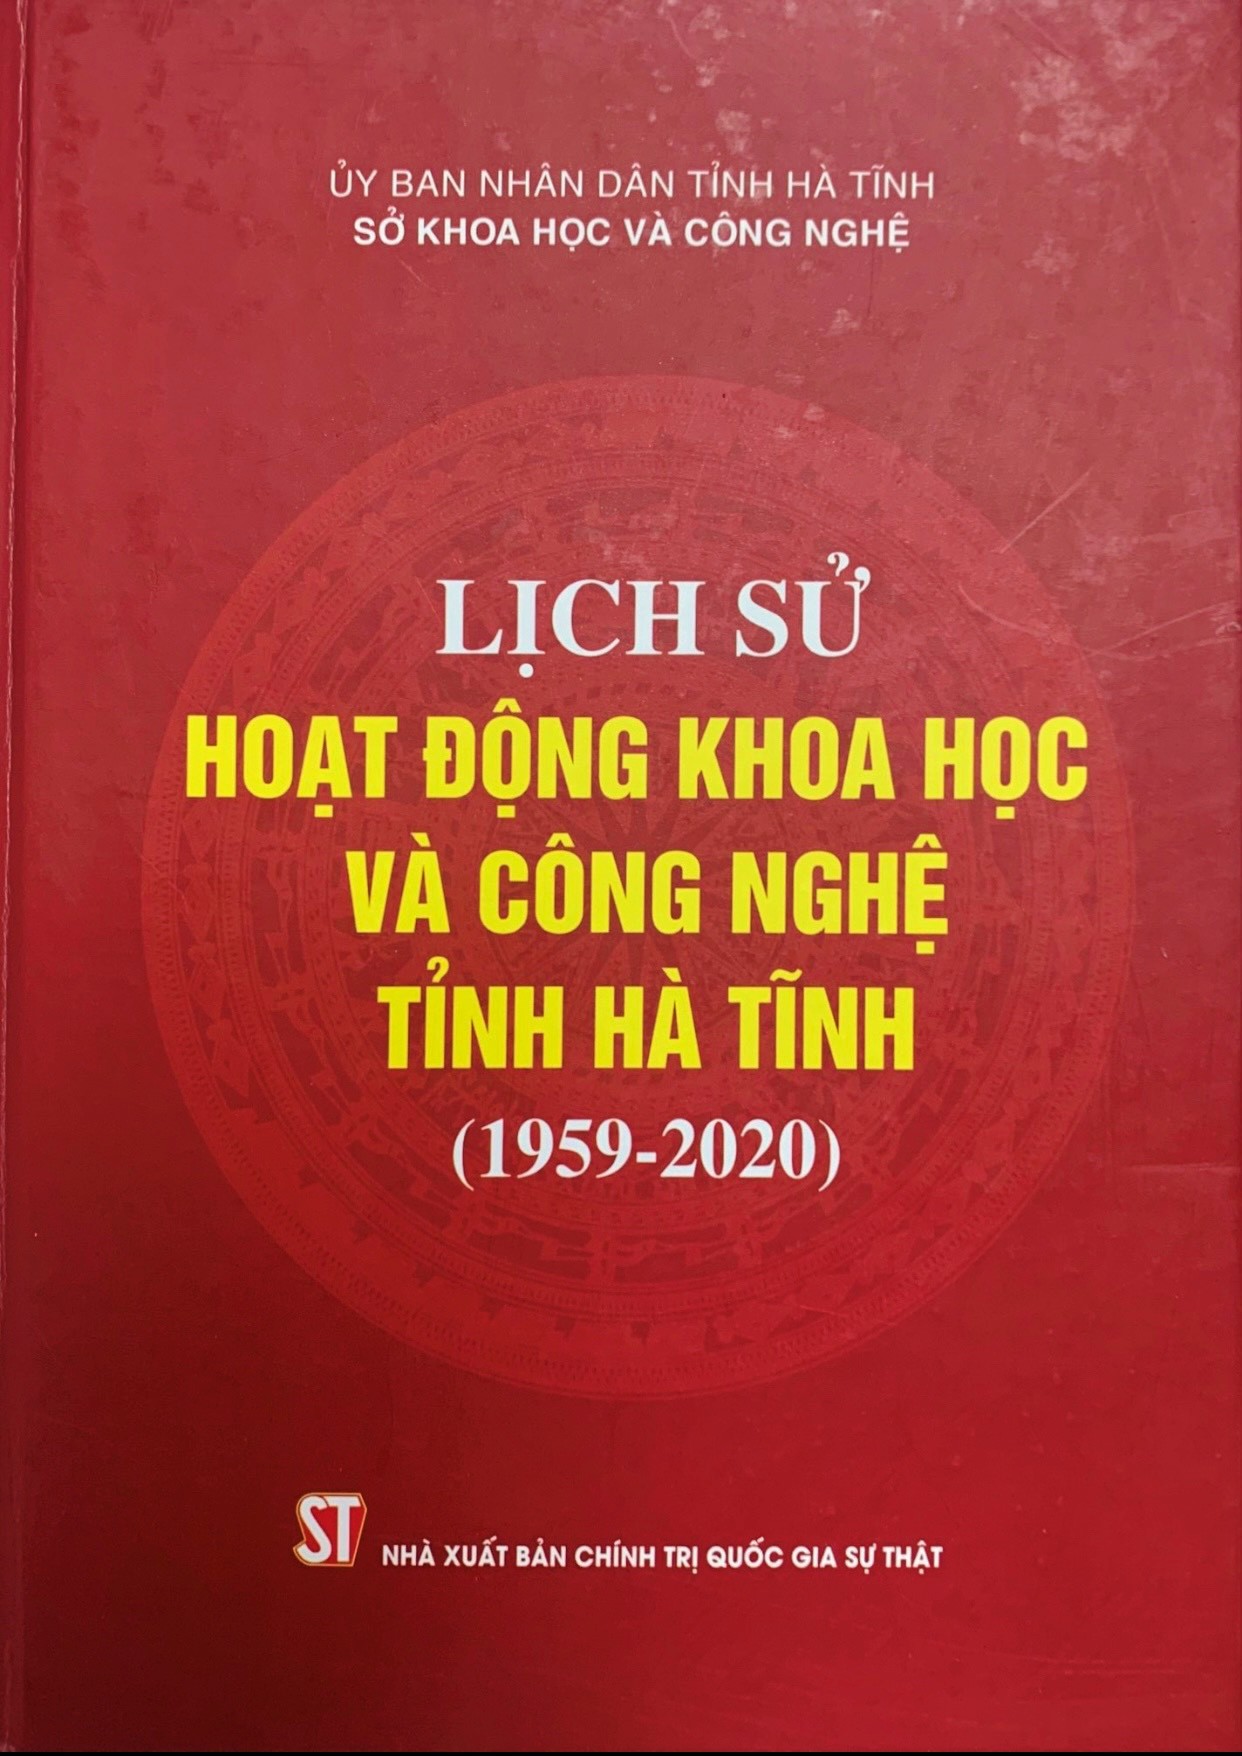 ỦY BAN NHÂN DÂN TỈNH HÀ TĨNH
SỞ KHOA HỌC VÀ CÔNG NGHỆ
LỊCH SỬ
HOẠT ĐỘNG KHOA HỌC
VÀ CÔNG NGHỆ
TỈNH HÀ TĨNH
(1959-2020)
ST
NHÀ XUẤT BẢN CHÍNH TRỊ QUỐC GIA SỰ THẬT